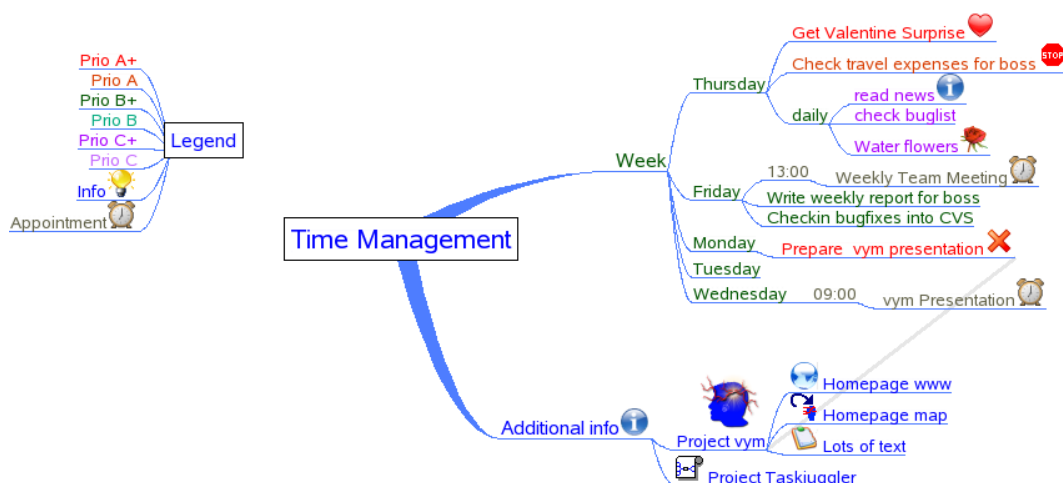 Prio A+
Prio A
Prio B+
Prio B
Prio C+
Prio C
Info
Appointment
Legend
Time Management
Week
Thursday
Get Valentine Surprise
Check travel expenses for boss
STOP
daily
read news
check buglist
Water flowers
Friday
13:00
Weekly Team Meeting
Write weekly report for boss
Checkin bugfixes into CVS
Monday
Prepare  vym presentation
Tuesday
Wednesday
09:00
vym Presentation
Additional info
Project vym
Homepage www
Homepage map
Lots of text
Project Taskjuggler